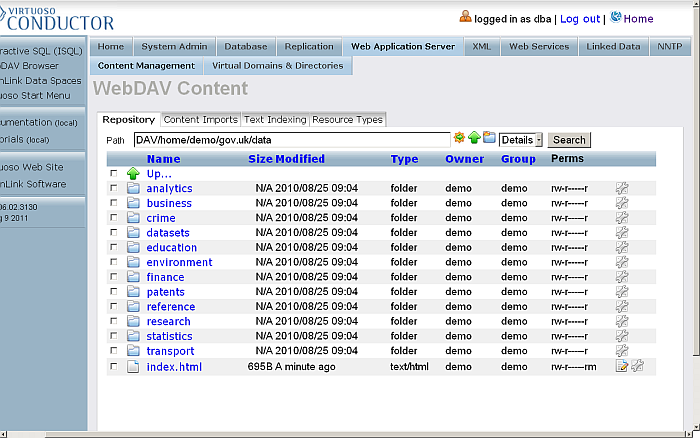 VIRTUOSO
CONDUCTOR
logged in as dba | Log out | Home
ractive SQL (ISQL)
DAV Browser
nLink Data Spaces
uoso Start Menu
umentation (local)
orials (local)
uoso Web Site
nLink Software
96.02.3130
g 9 2011
Home System Admin Database Replication Web Application Server XML Web Services Linked Data NNTP
Content Management Virtual Domains & Directories
WebDAV Content
Repository Content Imports Text Indexing Resource Types
Path DAV/home/demo/gov.uk/data Details Search
Name Size Modified Type Owner Group Perms
Up...
analytics N/A 2010/08/25 09:04 folder demo demo rw-r-----r
business N/A 2010/08/25 09:04 folder demo demo rw-r-----r
crime N/A 2010/08/25 09:04 folder demo demo rw-r-----r
datasets N/A 2010/08/25 09:04 folder demo demo rw-r-----r
education N/A 2010/08/25 09:04 folder demo demo rw-r-----r
environment N/A 2010/08/25 09:04 folder demo demo rw-r-----r
finance N/A 2010/08/25 09:04 folder demo demo rw-r-----r
patents N/A 2010/08/25 09:04 folder demo demo rw-r-----r
reference N/A 2010/08/25 09:04 folder demo demo rw-r-----r
research N/A 2010/08/25 09:04 folder demo demo rw-r-----r
statistics N/A 2010/08/25 09:04 folder demo demo rw-r-----r
transport N/A 2010/08/25 09:04 folder demo demo rw-r-----r
index.html 695B A minute ago text/html demo demo rw-r-----rm